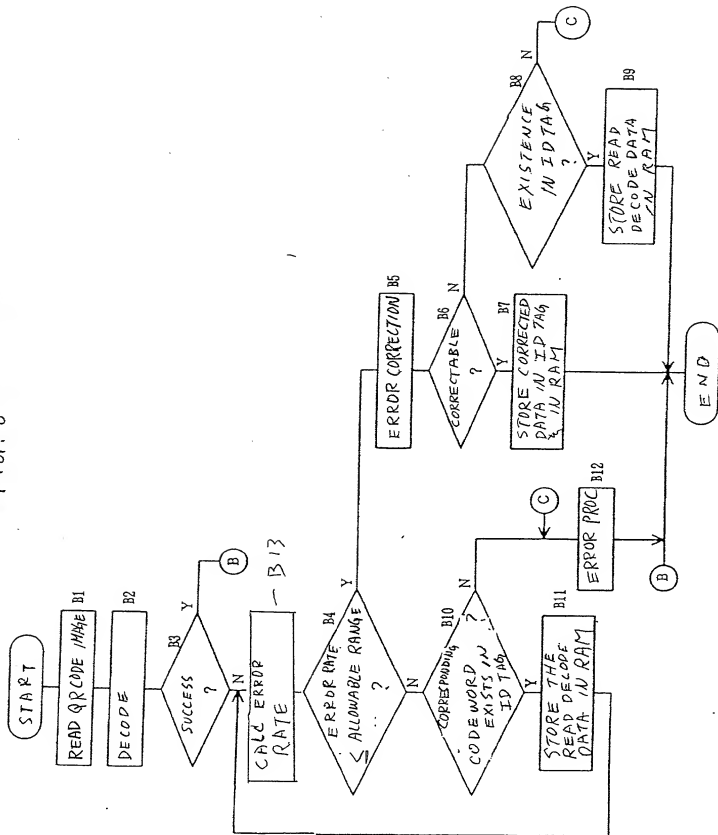 START
READ QRCODE IMAGE
B1
DECODE
B2
SUCCESS
?
B3
Y
B
N
CALC ERROR
RATE
B13
ERROR RATE
≤ ALLOWABLE RANGE
?
B4
Y
N
ERROR CORRECTION
B5
CORRECTABLE
?
B6
N
Y
STORE CORRECTED
DATA IN ID TAG
& IN RAM
B7
EXISTENCE
IN ID TAG
?
B8
N
C
Y
STORE READ
DECODE DATA
IN RAM
B9
CORRESPONDING
CODEWORD
EXISTS IN
ID TAG
?
B10
N
Y
C
ERROR PROC
B12
B
STORE THE
READ DECODE
DATA IN RAM
B11
END